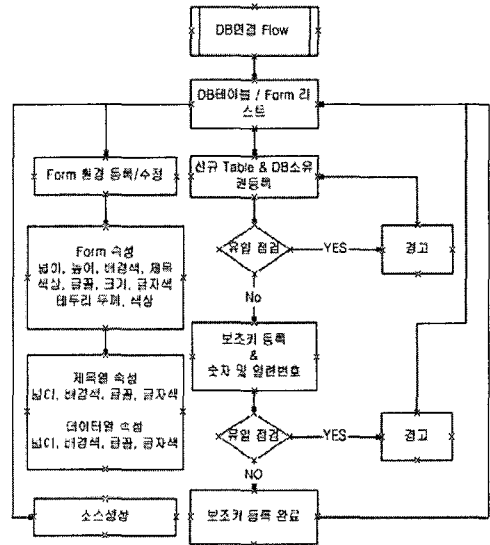 DB연결 Flow
DB테이블 / Form 리
스트
Form 환경 등록/수정
신규 Table & DB소유
권등록
유일 점검
YES
경고
Form 속성
넓이, 높이, 배경색, 제목
색상, 글꼴, 크기, 글자색
테두리 두께, 색상
No
보조키 등록
&
숫자 및 일련번호
제목열 속성
넓이, 배경색, 글꼴, 글자색
데이터열 속성
넓이, 배경색, 글꼴, 글자색
유일 점검
YES
경고
NO
소스생성
보조키 등록 완료